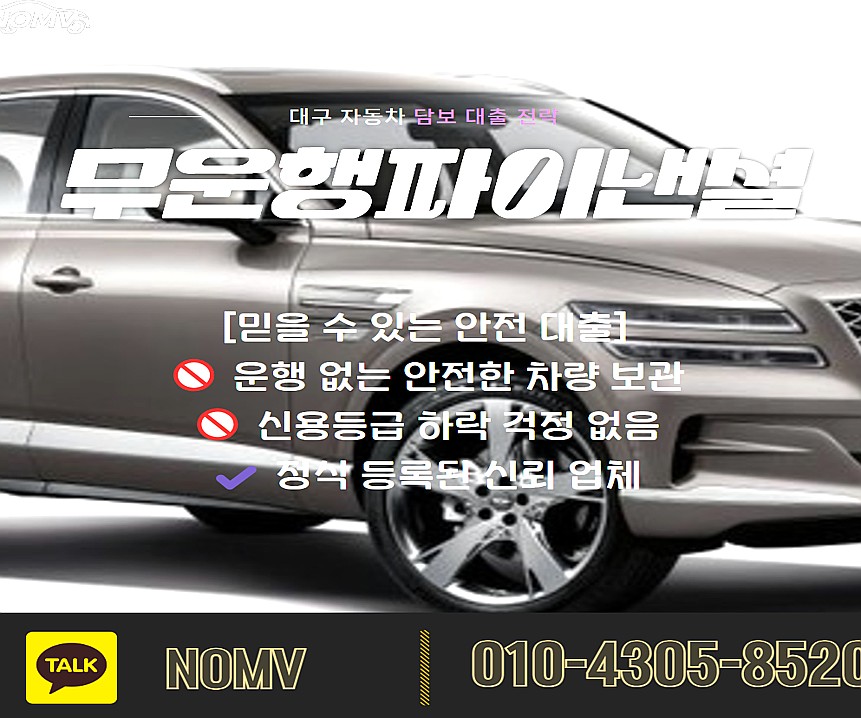 NOMV
대구 자동차 담보 대출 전략
무운행파이낸셜
[믿을 수 있는 안전 대출]
운행 없는 안전한 차량 보관
신용등급 하락 걱정 없음
정식 등록된 신뢰 업체
TALK
NOMV
010-4305-8520